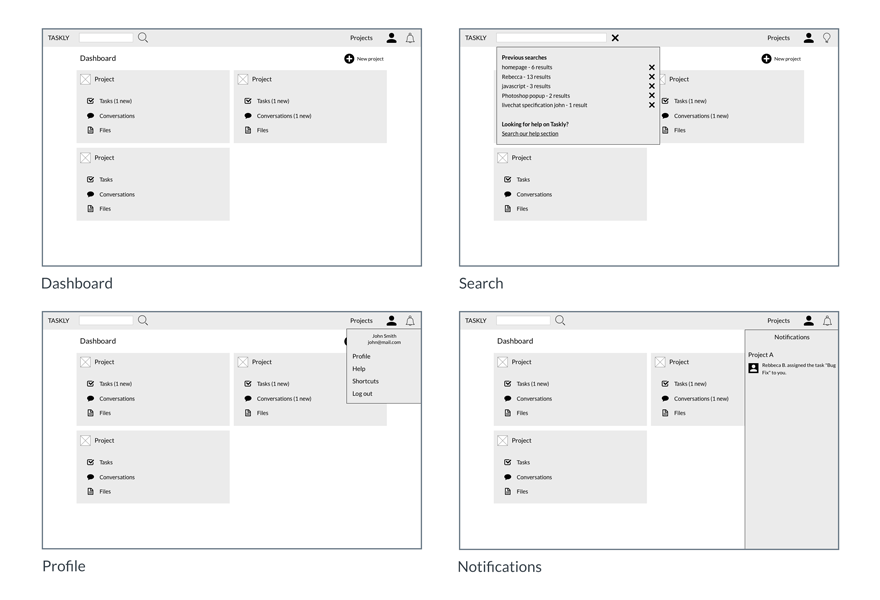 TASKLY Projects
Dashboard New project
Project Project
Tasks (1 new) Tasks (1 new)
Conversations Conversations (1 new)
Files Files
Project
Tasks
Conversations
Files
Dashboard
TASKLY Projects
New project
Previous searches
homepage - 6 results
Rebecca - 13 results
javascript - 3 results
Photoshop popup - 2 results
livechat specification john - 1 result
Looking for help on Taskly?
Search our help section
Project
Tasks (1 new)
Conversations (1 new)
Files
Project
Tasks
Conversations
Files
Search
TASKLY Projects
Dashboard
John Smith
john@mail.com
Profile
Help
Shortcuts
Log out
Project Project
Tasks (1 new) Tasks (1 new)
Conversations Conversations (1 new)
Files Files
Project
Tasks
Conversations
Files
Profile
TASKLY Projects
Dashboard
Notifications
Project A
Rebbeca B. assigned the task "Bug
Fix" to you.
Project Project
Tasks (1 new) Tasks (1 new)
Conversations Conversations (1 new)
Files Files
Project
Tasks
Conversations
Files
Notifications